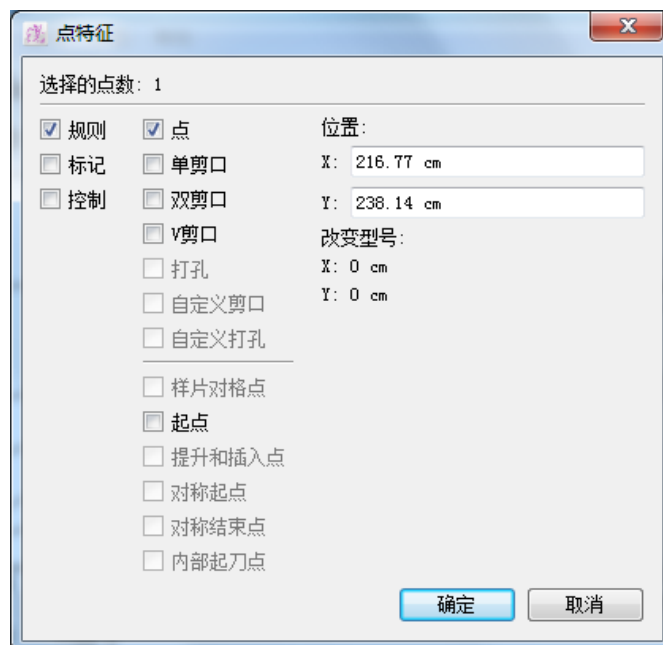 点特征
选择的点数: 1
规则
标记
控制
点
单剪口
双剪口
V剪口
打孔
自定义剪口
自定义打孔
样片对格点
起点
提升和插入点
对称起点
对称结束点
内部起刀点
位置:
X: 216.77 cm
Y: 238.14 cm
改变型号:
X: 0 cm
Y: 0 cm
确定
取消